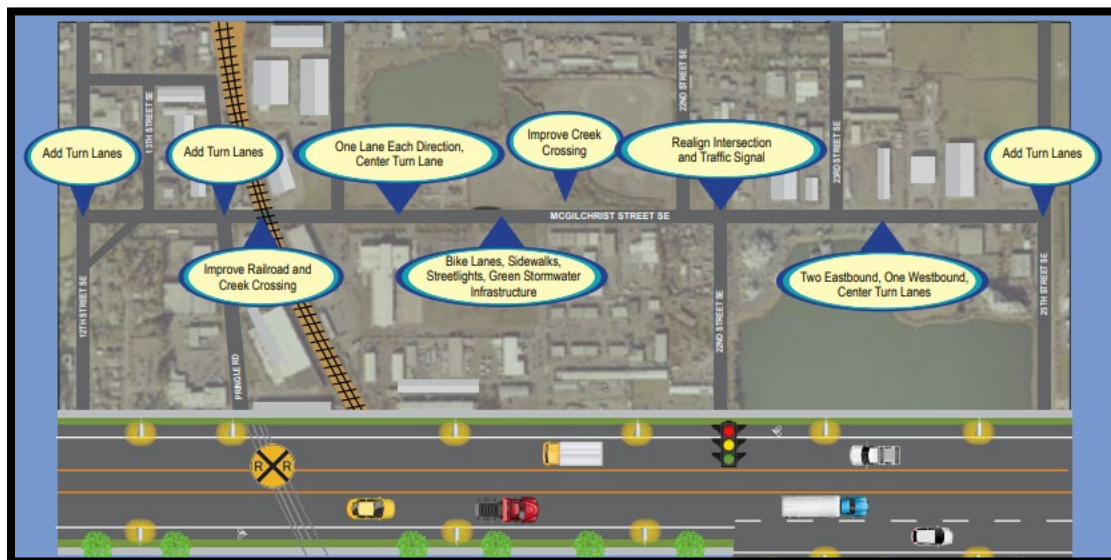 Add Turn Lanes
13TH STREET SE
Add Turn Lanes
One Lane Each Direction,
Center Turn Lane
Improve Creek
Crossing
22ND STREET SE
Realign Intersection
and Traffic Signal
23RD STREET SE
Add Turn Lanes
MCGILCHRIST STREET SE
Improve Railroad and
Creek Crossing
Bike Lanes, Sidewalks,
Streetlights, Green Stormwater
Infrastructure
Two Eastbound, One Westbound,
Center Turn Lanes
12TH STREET SE
PRINGLE RD
22ND STREET SE
25TH STREET SE
R R